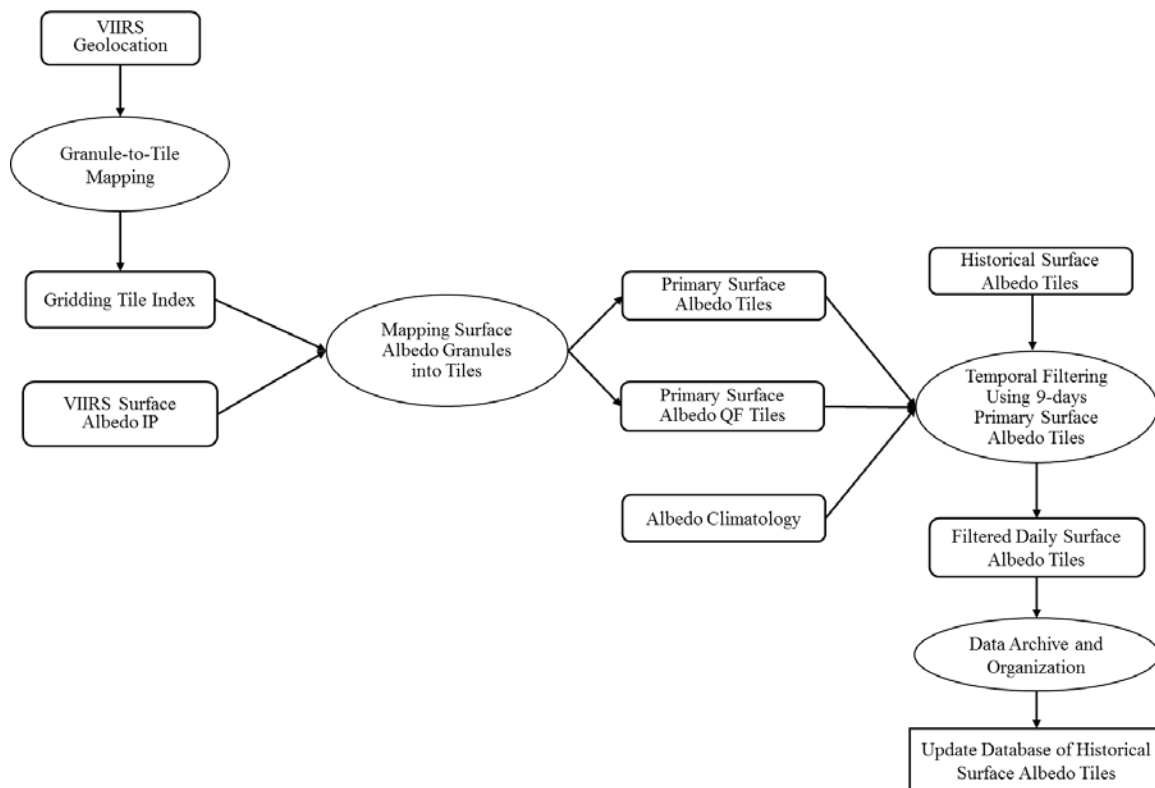 VIIRS
Geolocation
Granule-to-Tile
Mapping
Gridding Tile Index
VIIRS Surface
Albedo IP
Mapping Surface
Albedo Granules
into Tiles
Primary Surface
Albedo Tiles
Primary Surface
Albedo QF Tiles
Albedo Climatology
Historical Surface
Albedo Tiles
Temporal Filtering
Using 9-days
Primary Surface
Albedo Tiles
Filtered Daily Surface
Albedo Tiles
Data Archive and
Organization
Update Database of Historical
Surface Albedo Tiles